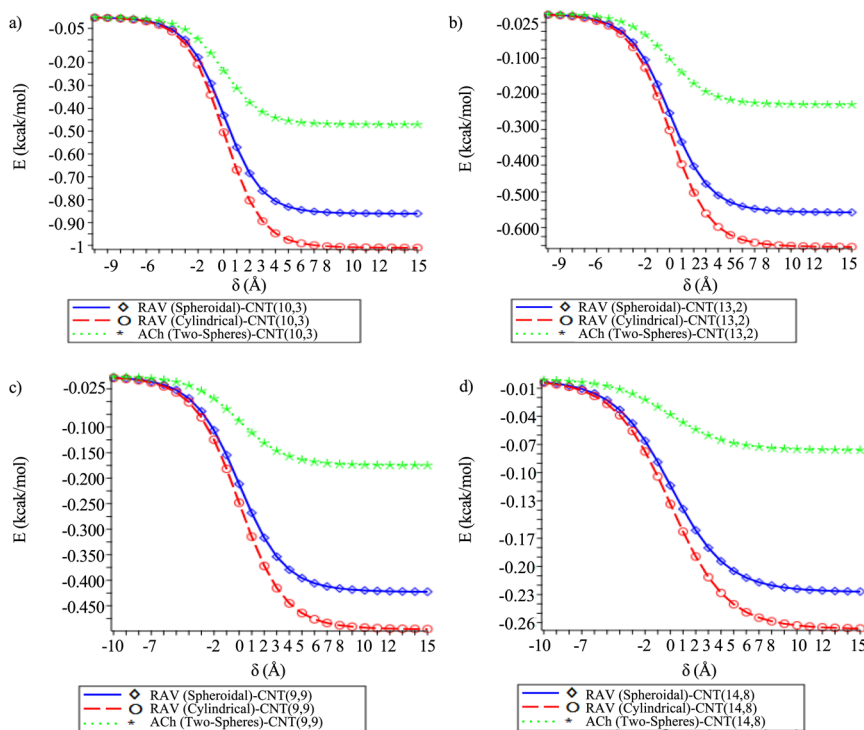 a)
-0.05
-0.10
-0.20
-0.30
-0.40
-0.50
-0.60
-0.70
-0.80
-0.90
-1
E (kcak/mol)
-9 -6 -2 0 1 2 3 4 5 6 7 8 10 12 15
δ (Å)
RAV (Spheroidal)-CNT(10,3)
RAV (Cylindrical)-CNT(10,3)
ACh (Two-Spheres)-CNT(10,3)
b)
-0.025
-0.100
-0.200
-0.300
-0.400
-0.500
-0.600
E (kcak/mol)
-9 -6 -2 0 1 2 3 4 56 7 8 10 12 15
δ (Å)
RAV (Spheroidal)-CNT(13,2)
RAV (Cylindrical)-CNT(13,2)
ACh (Two-Spheres)-CNT(13,2)
c)
-0.025
-0.100
-0.150
-0.200
-0.250
-0.300
-0.350
-0.400
-0.450
E (kcak/mol)
-10 -7 -2 0 1 2 3 4 5 6 7 8 10 12 15
δ (Å)
RAV (Spheroidal)-CNT(9,9)
RAV (Cylindrical)-CNT(9,9)
ACh (Two-Spheres)-CNT(9,9)
d)
-0.01
-0.04
-0.07
-0.10
-0.13
-0.17
-0.20
-0.22
-0.26
E (kcak/mol)
-10 -7 -2 0 1 2 3 4 5 6 7 8 10 12 15
δ (Å)
RAV (Spheroidal)-CNT(14,8)
RAV (Cylindrical)-CNT(14,8)
ACh (Two-Spheres)-CNT(14,8)